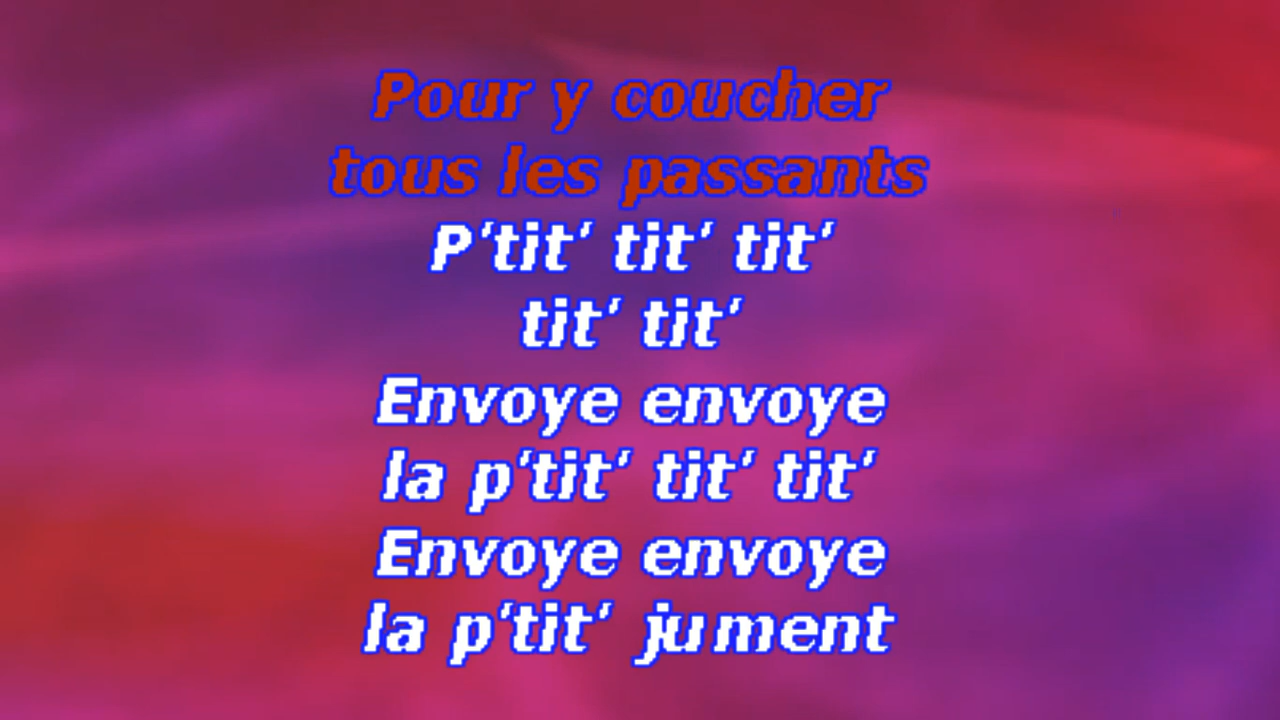 Pour y coucher
tous les passants
P'tit' tit' tit'
tit' tit'
Envoye envoye
la p'tit' tit' tit'
Envoye envoye
la p'tit' jument